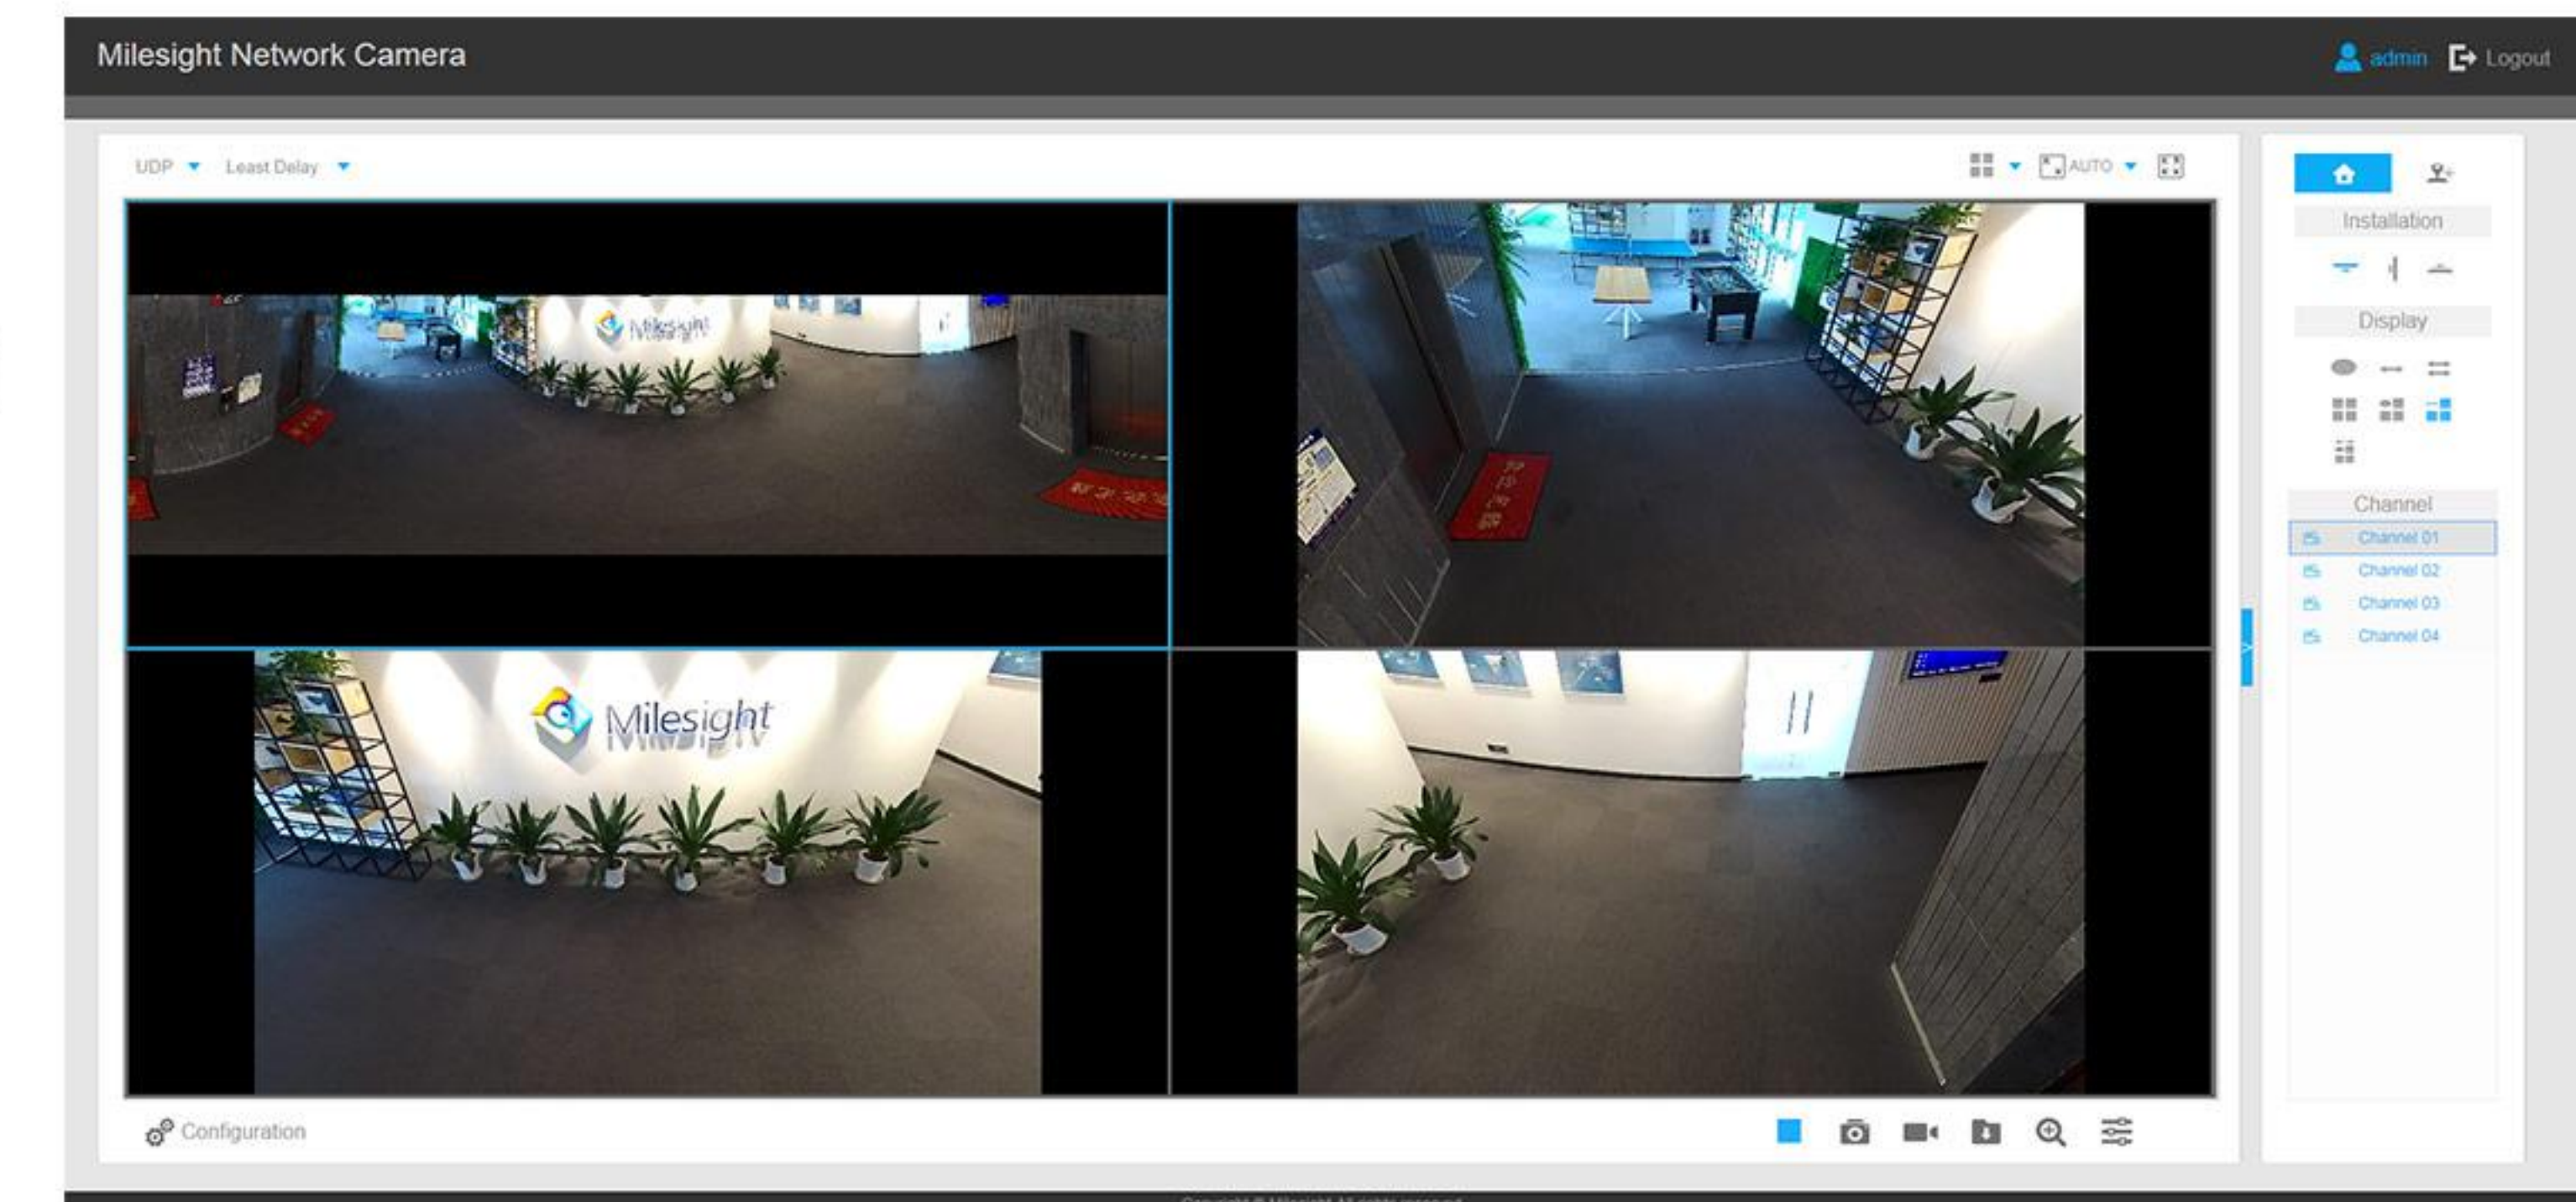 Milesight Network Camera
admin
Logout
UDP
Least Delay
AUTO
Installation
Display
Milesight
Channel
Channel 01
Channel 02
Channel 03
Channel 04
Milesight
Configuration